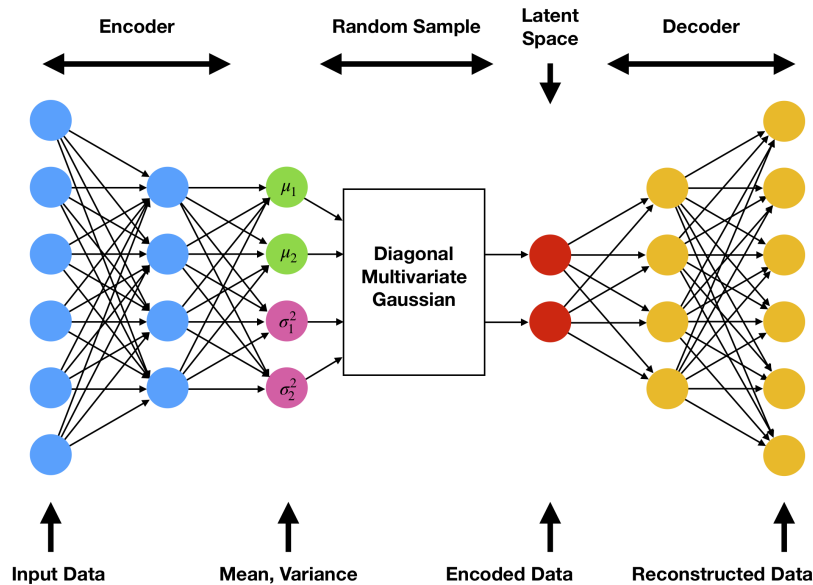 Encoder
Random Sample
Latent
Space
Decoder
μ₁
μ₂
σ₁²
σ₂²
Diagonal
Multivariate
Gaussian
Input Data
Mean, Variance
Encoded Data
Reconstructed Data